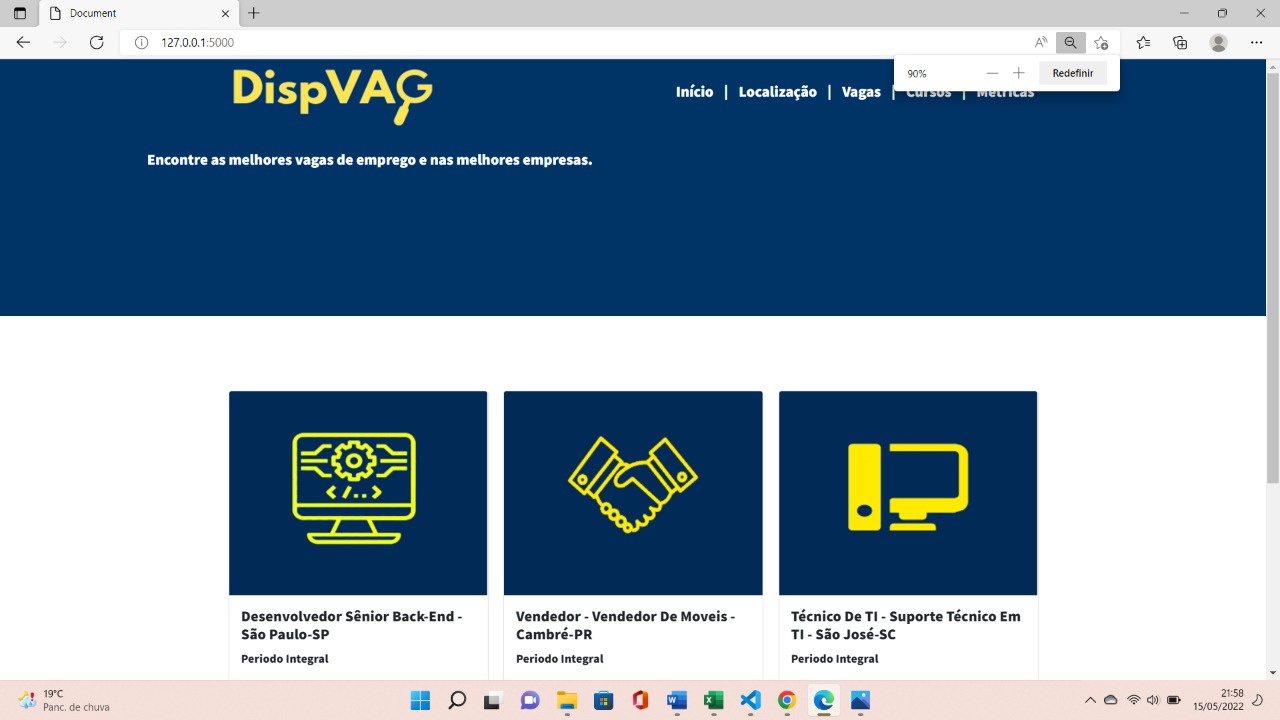 Document
127.0.0.1:5000
90%
Redefinir
DispVAG
Início | Localização | Vagas | Cursos | Métricas
Encontre as melhores vagas de emprego e nas melhores empresas.
</..>
Desenvolvedor Sênior Back-End -
São Paulo-SP
Periodo Integral
Vendedor - Vendedor De Moveis -
Cambré-PR
Periodo Integral
Técnico De TI - Suporte Técnico Em
TI - São José-SC
Periodo Integral
19°C
Panc. de chuva
21:58
15/05/2022